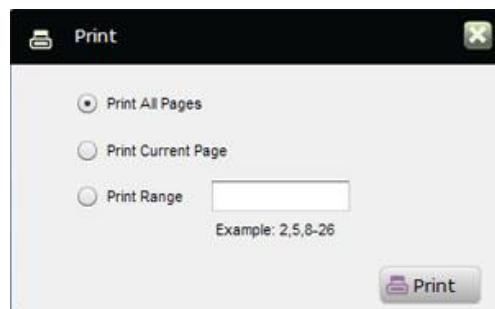 Print
Print All Pages
Print Current Page
Print Range
Example: 2,5,8-26
Print